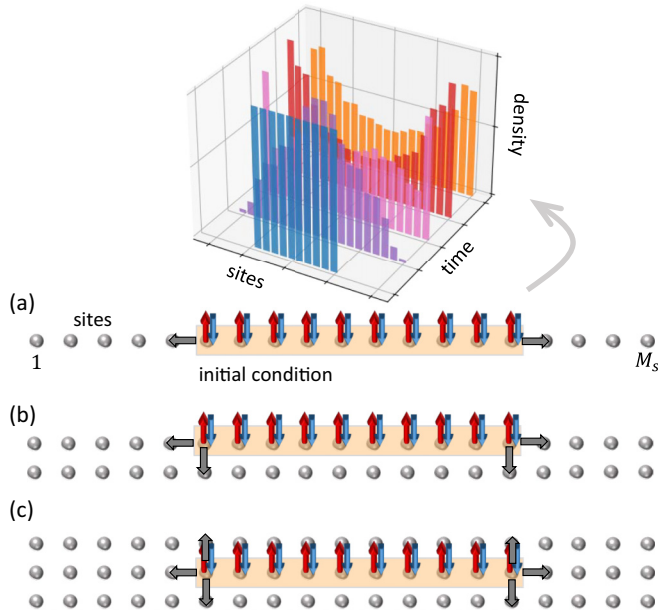 density
time
sites
(a)
sites
1
M_s
initial condition
(b)
(c)